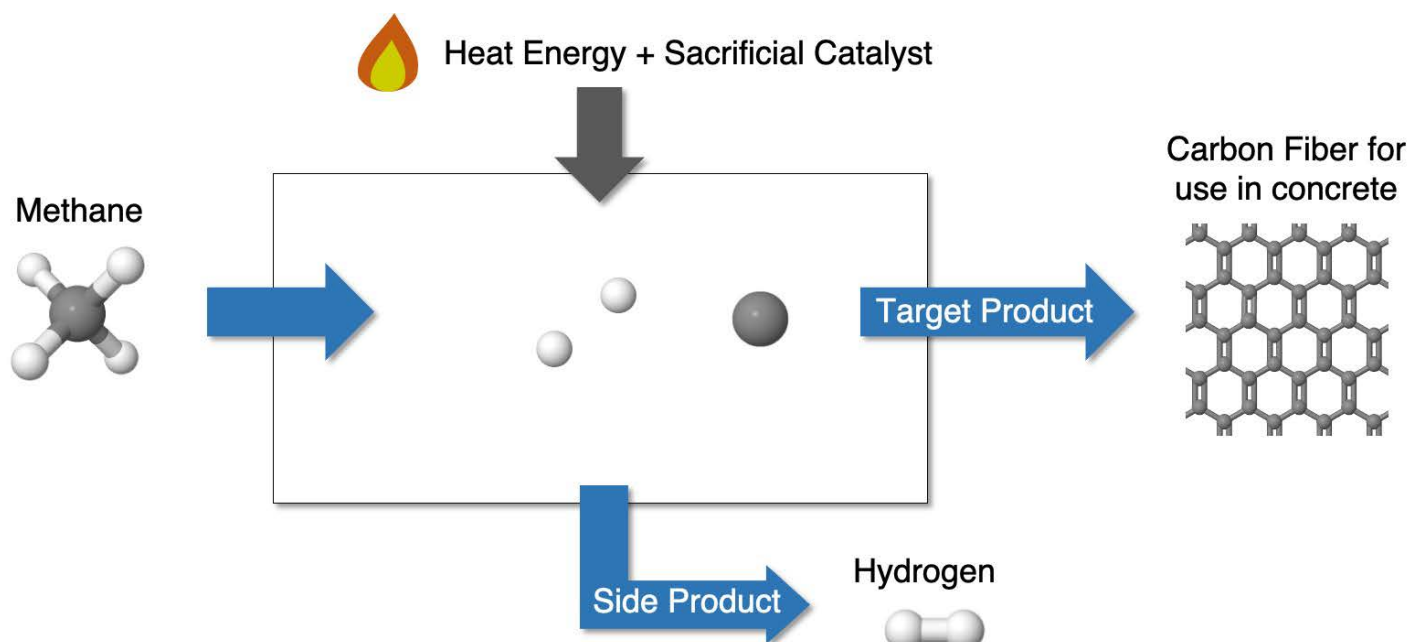 Heat Energy + Sacrificial Catalyst
Methane
Carbon Fiber for
use in concrete
Target Product
Side Product
Hydrogen